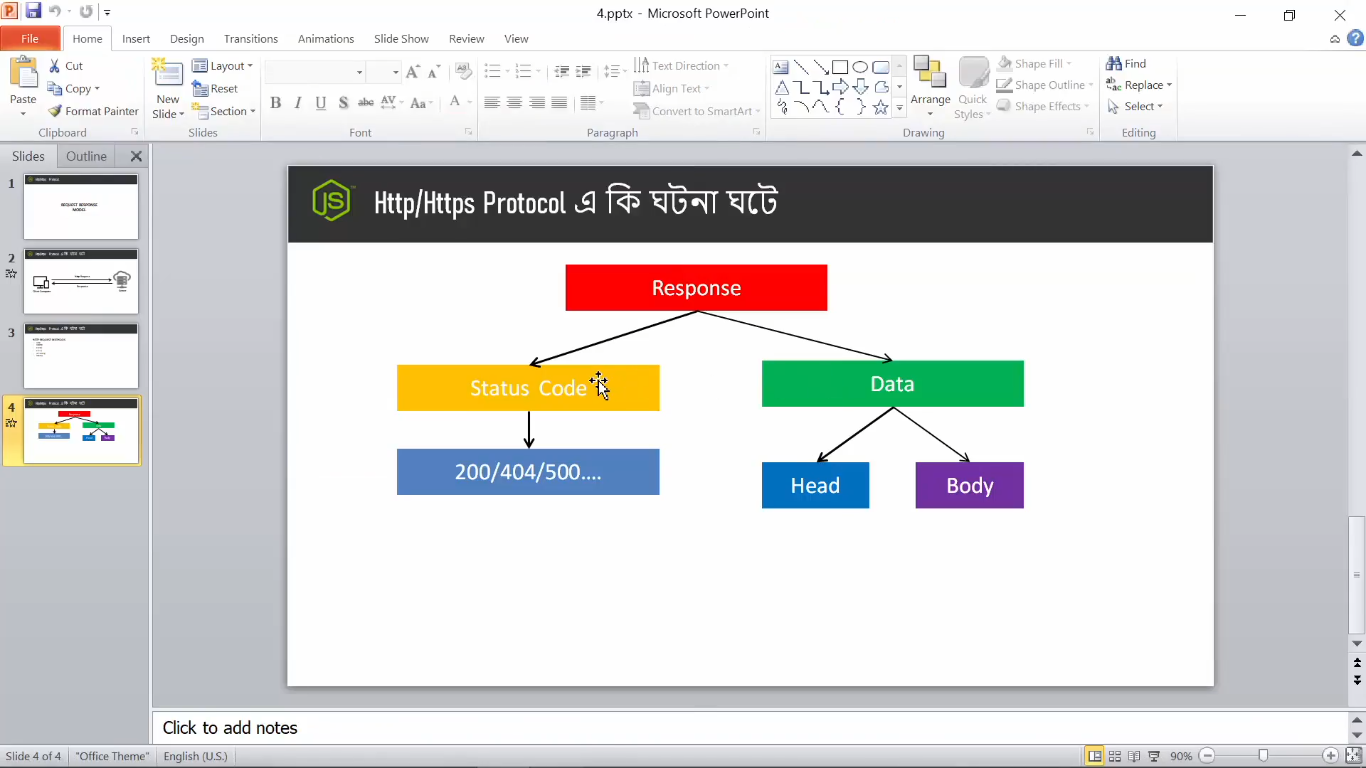 4.pptx - Microsoft PowerPoint
File Home Insert Design Transitions Animations Slide Show Review View
Paste
Cut
Copy
Format Painter
Clipboard
New
Slide
Layout
Reset
Section
Slides
B I U S abc AV Aa A
Font
Text Direction
Align Text
Convert to SmartArt
Paragraph
Arrange
Quick
Styles
Shape Fill
Shape Outline
Shape Effects
Drawing
Find
Replace
Select
Editing
Slides Outline
1
REQUEST RESPONSE
MODEL
2
3
4
JS
Http/Https Protocol এ কি ঘটনা ঘটে
Response
Status Code
Data
200/404/500....
Head
Body
Click to add notes
Slide 4 of 4 "Office Theme" English (U.S.) 90%